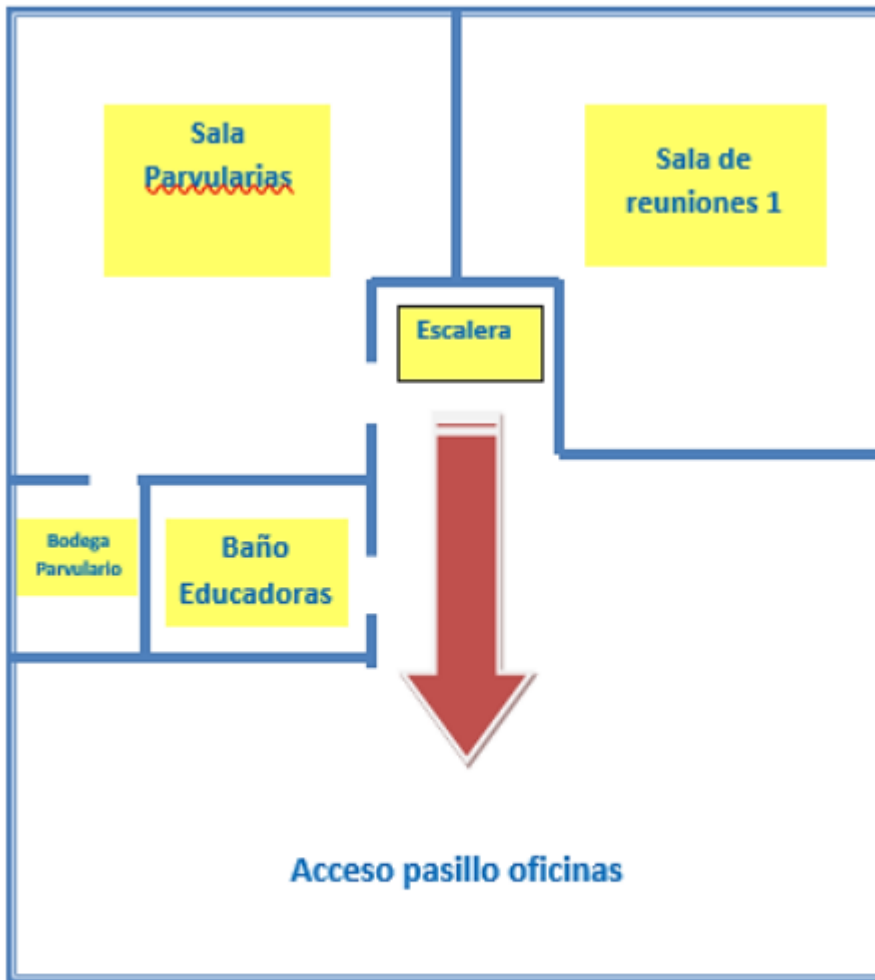 Sala
Parvularias
Sala de
reuniones 1
Escalera
Bodega
Parvulario
Baño
Educadoras
Acceso pasillo oficinas